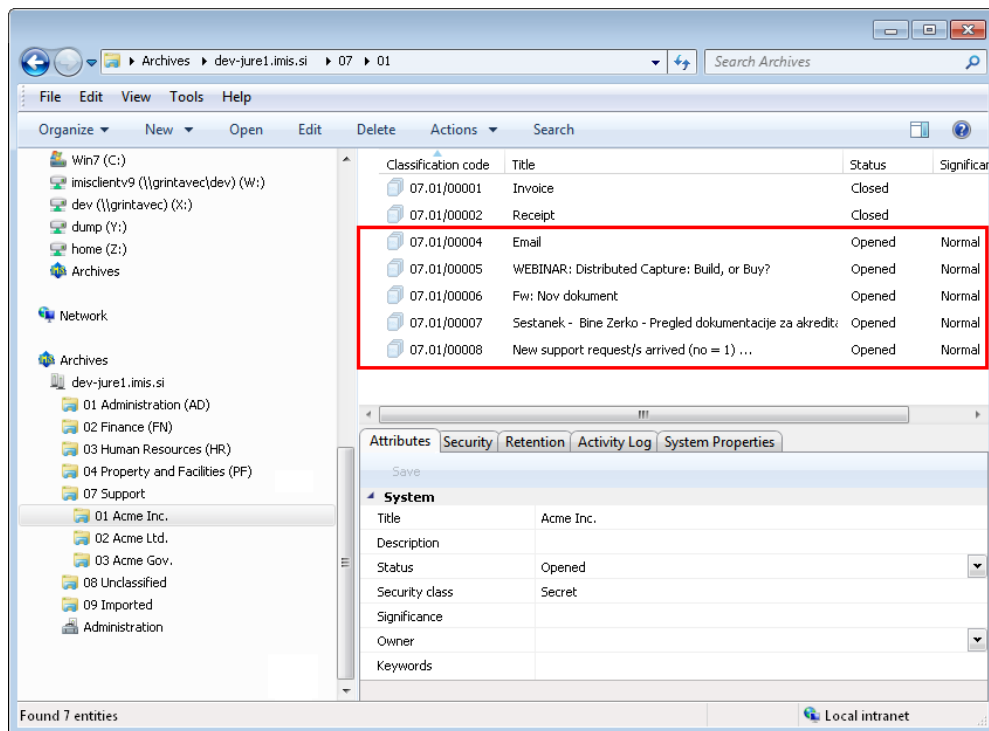 Archives dev-jure1.imis.si 07 01 Search Archives
File Edit View Tools Help
Organize New Open Edit Delete Actions Search
Win7 (C:)
imisclientv9 (\\grintavec\dev) (W:)
dev (\\grintavec) (X:)
dump (Y:)
home (Z:)
Archives
Network
Archives
dev-jure1.imis.si
01 Administration (AD)
02 Finance (FN)
03 Human Resources (HR)
04 Property and Facilities (PF)
07 Support
01 Acme Inc.
02 Acme Ltd.
03 Acme Gov.
08 Unclassified
09 Imported
Administration
Classification code Title Status Significar
07.01/00001 Invoice Closed
07.01/00002 Receipt Closed
07.01/00004 Email Opened Normal
07.01/00005 WEBINAR: Distributed Capture: Build, or Buy? Opened Normal
07.01/00006 Fw: Nov dokument Opened Normal
07.01/00007 Sestanek - Bine Zerko - Pregled dokumentacije za akredita Opened Normal
07.01/00008 New support request/s arrived (no = 1) ... Opened Normal
Attributes Security Retention Activity Log System Properties
Save
System
Title Acme Inc.
Description
Status Opened
Security class Secret
Significance
Owner
Keywords
Found 7 entities Local intranet